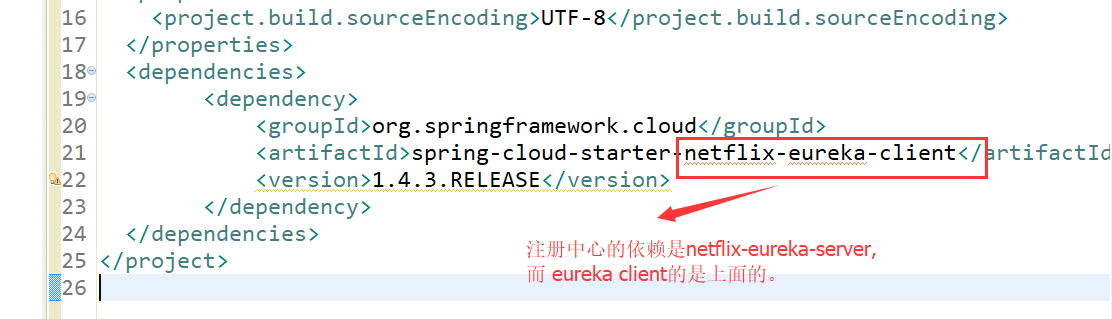 16 <project.build.sourceEncoding>UTF-8</project.build.sourceEncoding>
17 </properties>
18 <dependencies>
19 <dependency>
20 <groupId>org.springframework.cloud</groupId>
21 <artifactId>spring-cloud-starter-netflix-eureka-client</artifactId
22 <version>1.4.3.RELEASE</version>
23 </dependency>
24 </dependencies>
25 </project>
26
注册中心的依赖是netflix-eureka-server,
而 eureka client的是上面的。